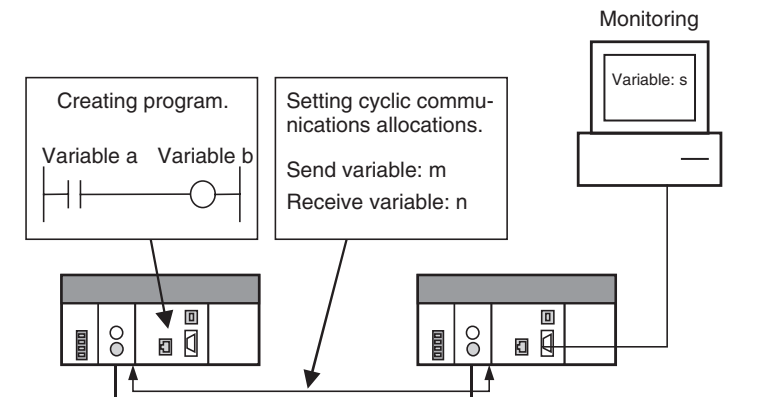 Monitoring
Variable: s
Creating program.
Variable a Variable b
Setting cyclic commu-
nications allocations.
Send variable: m
Receive variable: n